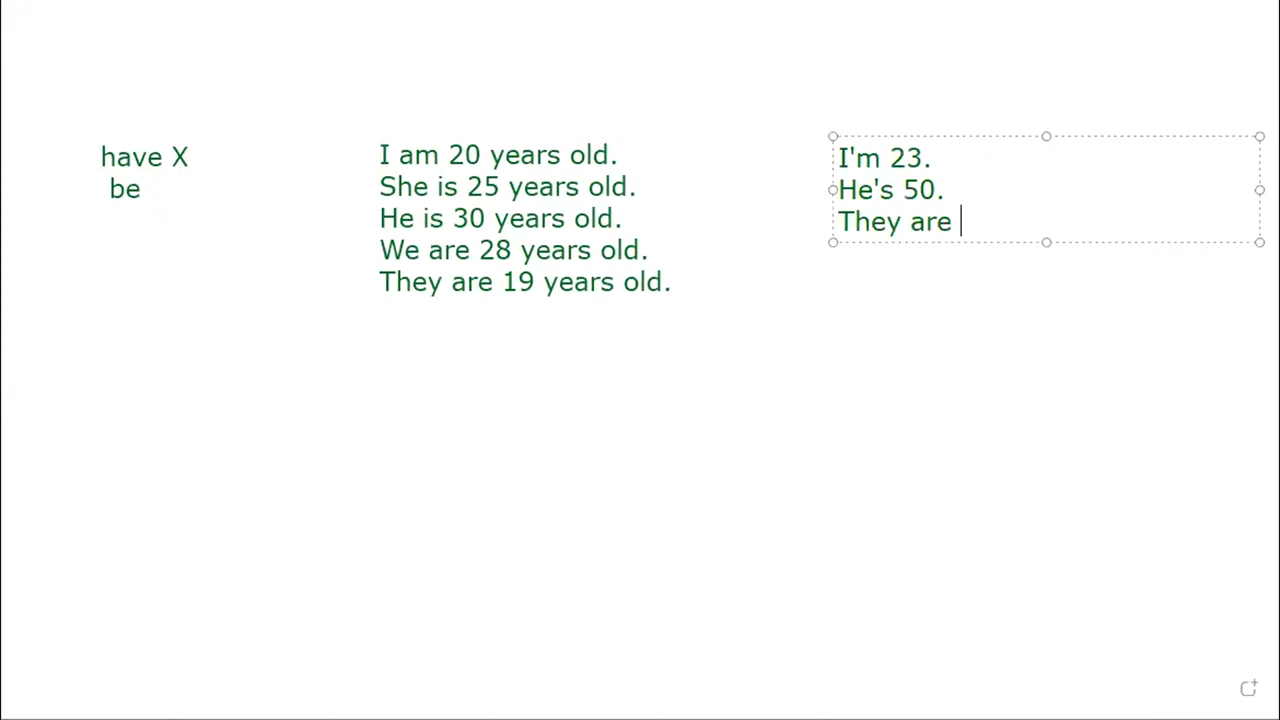 have X
be
I am 20 years old.
She is 25 years old.
He is 30 years old.
We are 28 years old.
They are 19 years old.
I'm 23.
He's 50.
They are